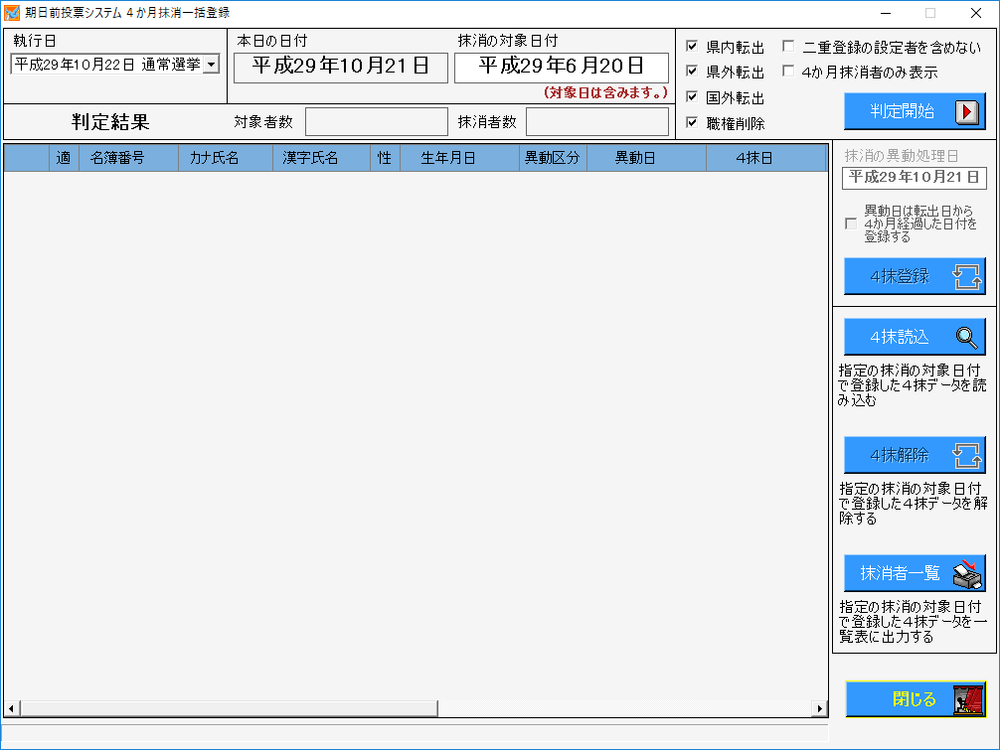 期日前投票システム 4か月抹消一括登録
執行日
平成29年10月22日 通常選挙
本日の日付
平成29年10月21日
抹消の対象日付
平成29年6月20日
(対象日は含みます。)
判定結果
対象者数
抹消者数
県内転出
県外転出
国外転出
職権削除
二重登録の設定者を含めない
4か月抹消者のみ表示
判定開始
適 名簿番号 カナ氏名 漢字氏名 性 生年月日 異動区分 異動日 4抹日
抹消の異動処理日
平成29年10月21日
異動日は転出日から
4か月経過した日付を
登録する
4抹登録
4抹読込
指定の抹消の対象日付
で登録した4抹データを読
み込む
4抹解除
指定の抹消の対象日付
で登録した4抹データを解
除する
抹消者一覧
指定の抹消の対象日付
で登録した4抹データを一
覧表に出力する
閉じる